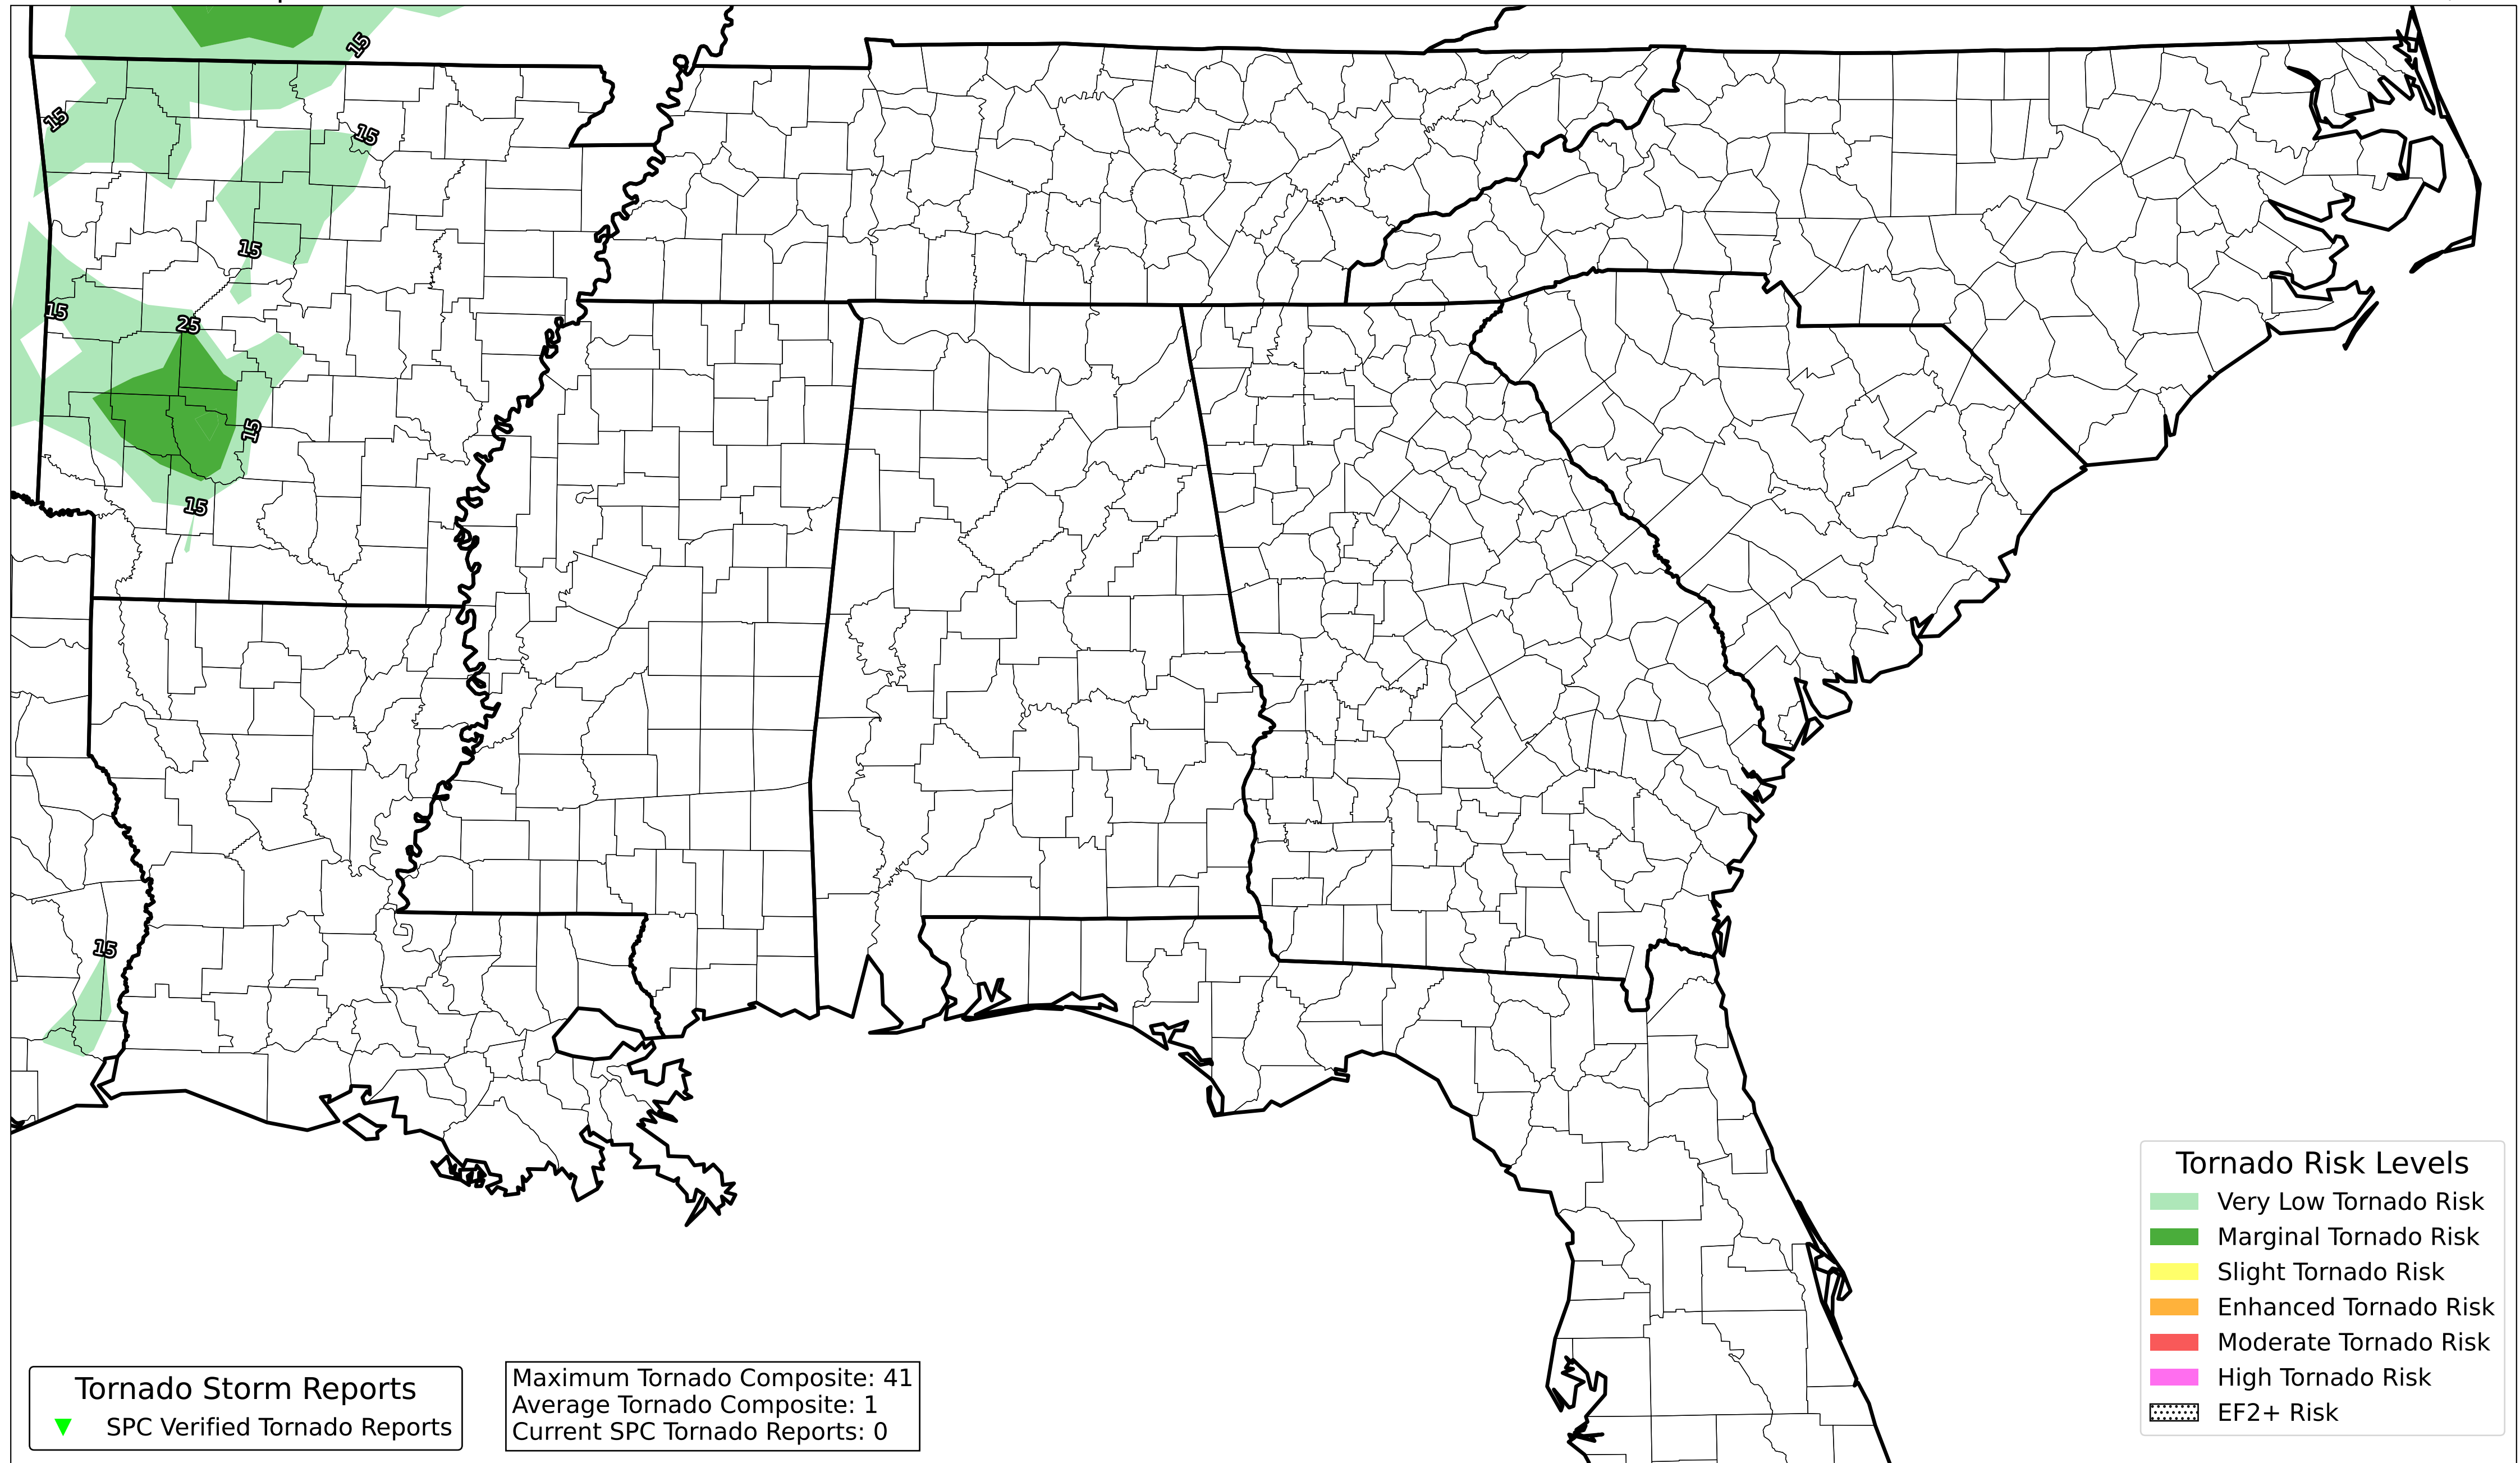 15
15
15
15
15
25
15
15
15
Tornado Risk Levels
Very Low Tornado Risk
Marginal Tornado Risk
Slight Tornado Risk
Enhanced Tornado Risk
Moderate Tornado Risk
High Tornado Risk
EF2+ Risk
Tornado Storm Reports
SPC Verified Tornado Reports
Maximum Tornado Composite: 41
Average Tornado Composite: 1
Current SPC Tornado Reports: 0